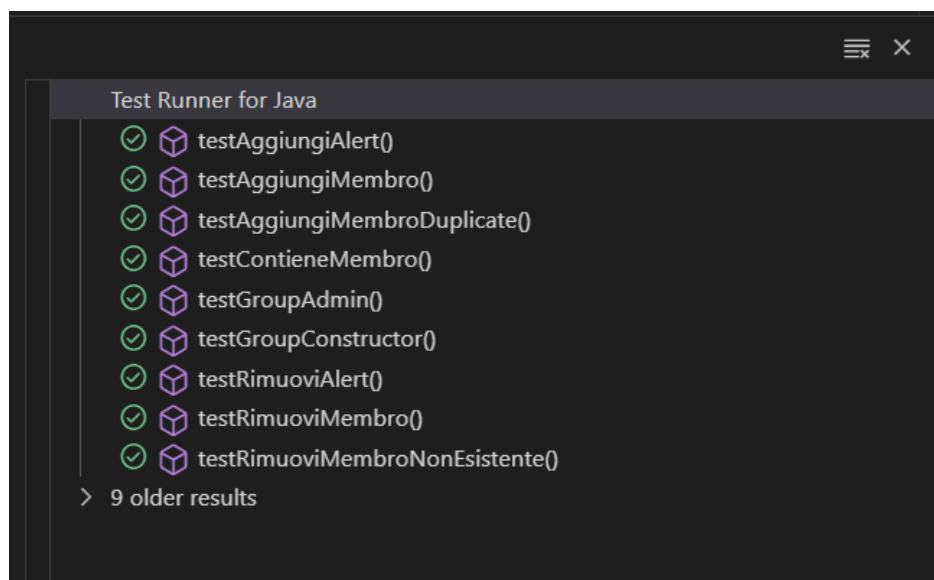 Test Runner for Java
testAggiungiAlert()
testAggiungiMembro()
testAggiungiMembroDuplicate()
testContieneMembro()
testGroupAdmin()
testGroupConstructor()
testRimuoviAlert()
testRimuoviMembro()
testRimuoviMembroNonEsistente()
9 older results